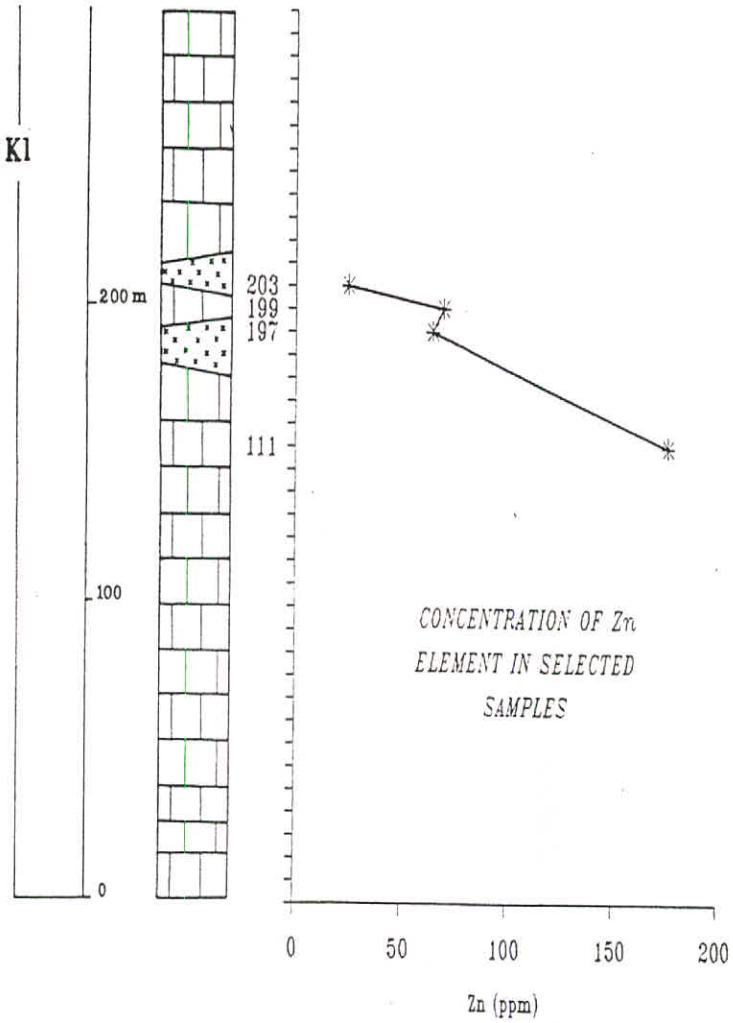 Kl
200 m
203
199
197
111
100
CONCENTRATION OF Zn
ELEMENT IN SELECTED
SAMPLES
0
0 50 100 150 200
Zn (ppm)